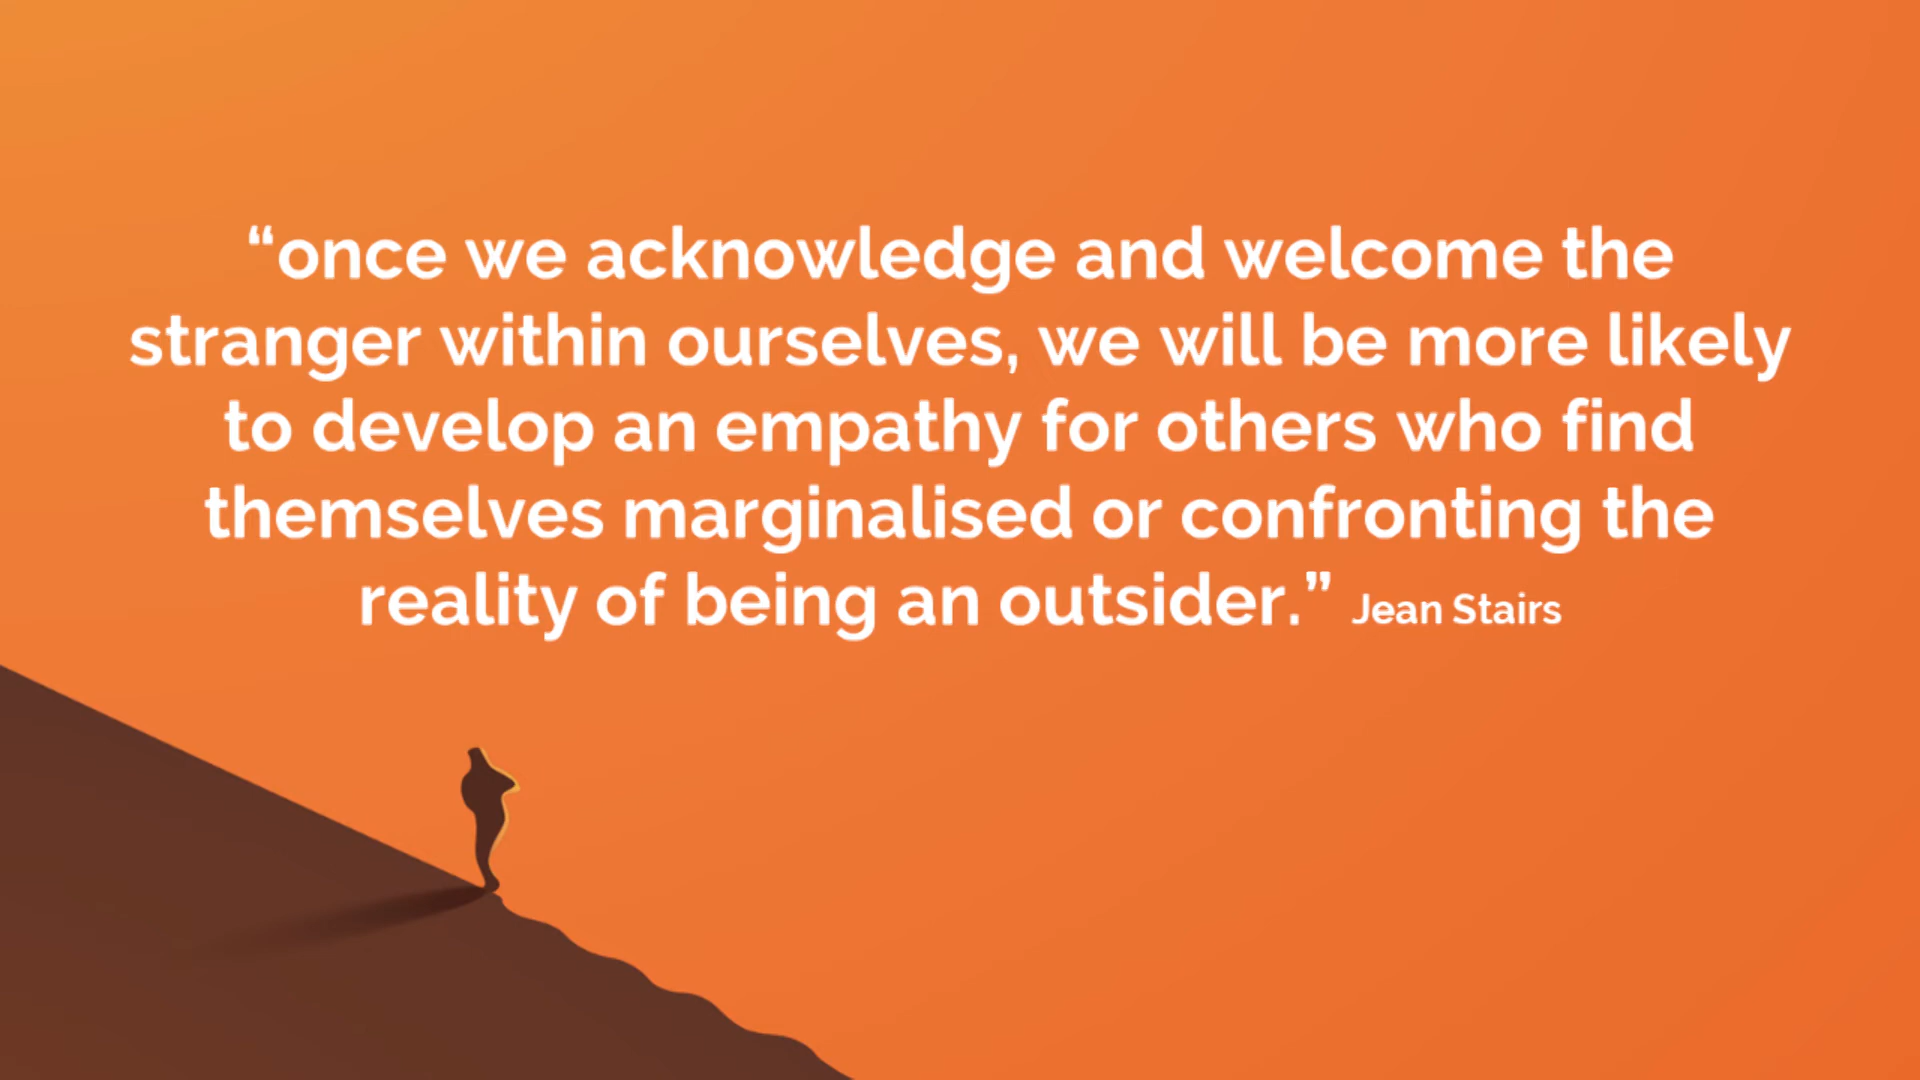 “once we acknowledge and welcome the
stranger within ourselves, we will be more likely
to develop an empathy for others who find
themselves marginalised or confronting the
reality of being an outsider.” Jean Stairs